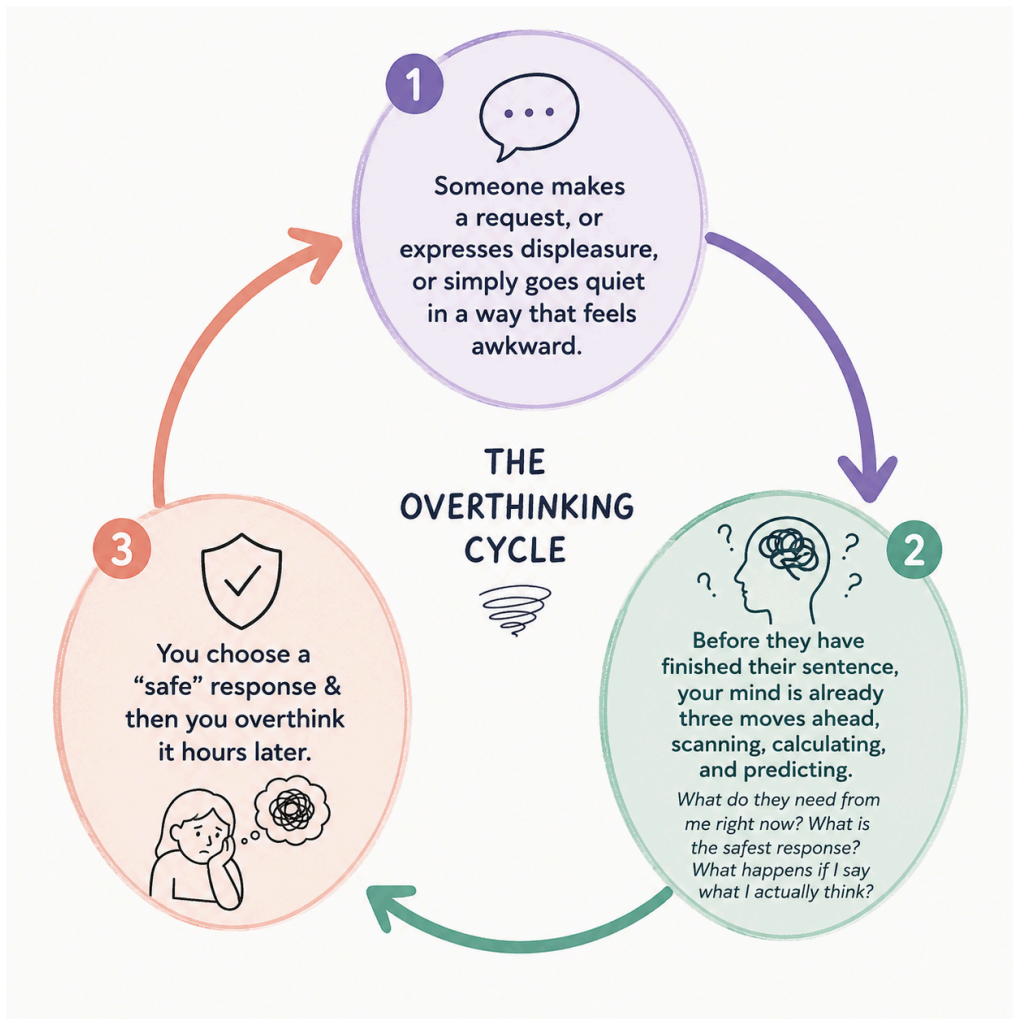 1
Someone makes
a request, or
expresses displeasure,
or simply goes quiet
in a way that feels
awkward.
THE
OVERTHINKING
CYCLE
2
? ? ? ?
Before they have
finished their sentence,
your mind is already
three moves ahead,
scanning, calculating,
and predicting.
What do they need from
me right now? What is
the safest response?
What happens if I say
what I actually think?
3
You choose a
“safe” response &
then you overthink
it hours later.